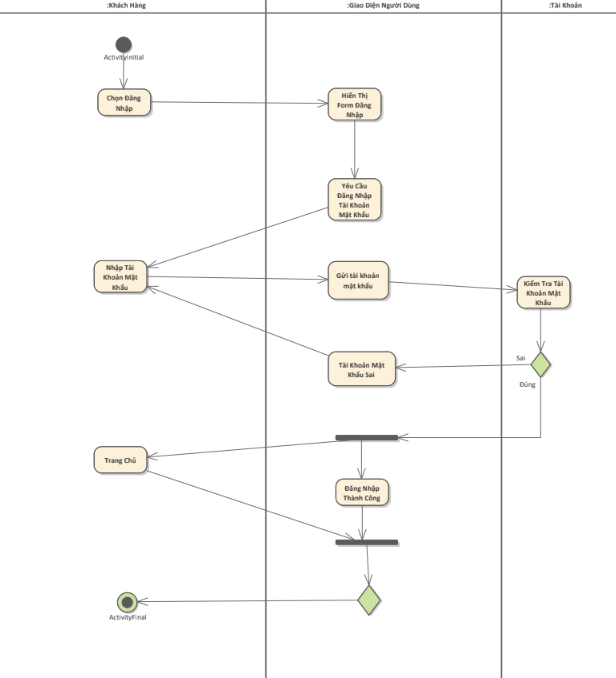 :Khách Hàng
:Giao Diện Người Dùng
:Tài Khoản
ActivityInitial
Chọn Đăng
Nhập
Hiển Thị
Form Đăng
Nhập
Yêu Cầu
Đăng Nhập
Tài Khoản
Mật Khẩu
Nhập Tài
Khoản Mật
Khẩu
Gửi tài khoản
mật khẩu
Kiểm Tra Tài
Khoản Mật
Khẩu
Sai
Tài Khoản Mật
Khẩu Sai
Đúng
Trang Chủ
Đăng Nhập
Thành Công
ActivityFinal